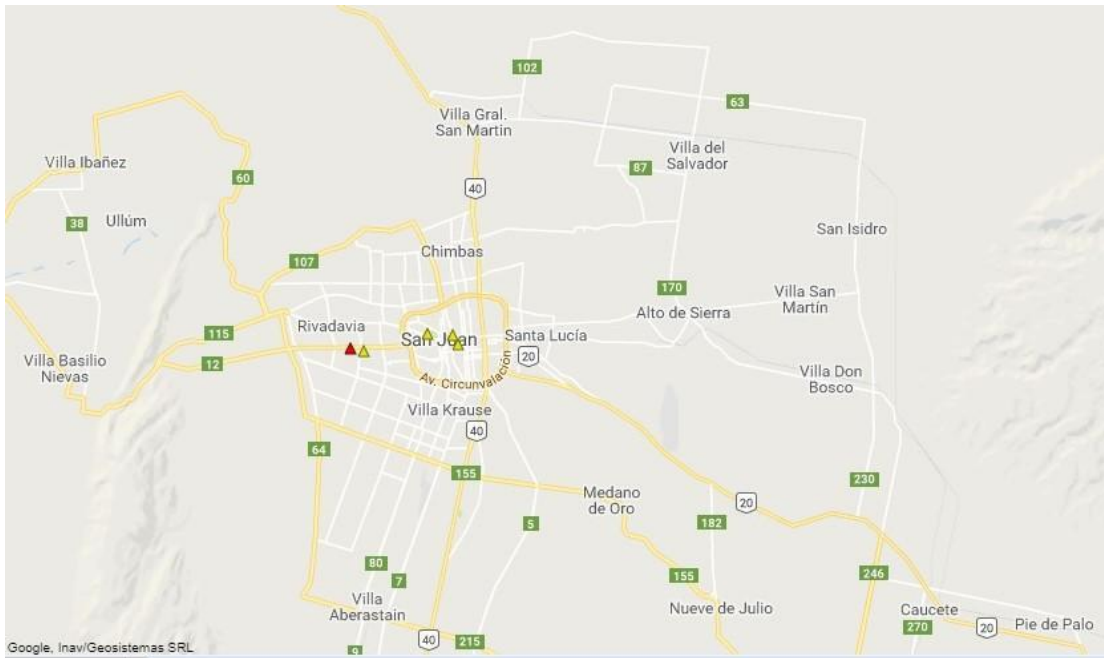 102
63
Villa Gral.
San Martin
Villa del
Salvador
87
Villa Ibañez
60
40
38
Ullúm
San Isidro
Chimbas
107
170
Villa San
Martín
Alto de Sierra
Rivadavia
115
San Juan
Santa Lucía
20
12
Villa Basilio
Nievas
Av. Circunvalación
Villa Don
Bosco
Villa Krause
40
64
155
230
Medano
de Oro
20
5
182
80
7
155
246
Villa
Aberastain
Nueve de Julio
Caucete
270
20
Pie de Palo
40
215
9
Google, Inav/Geosistemas SRL